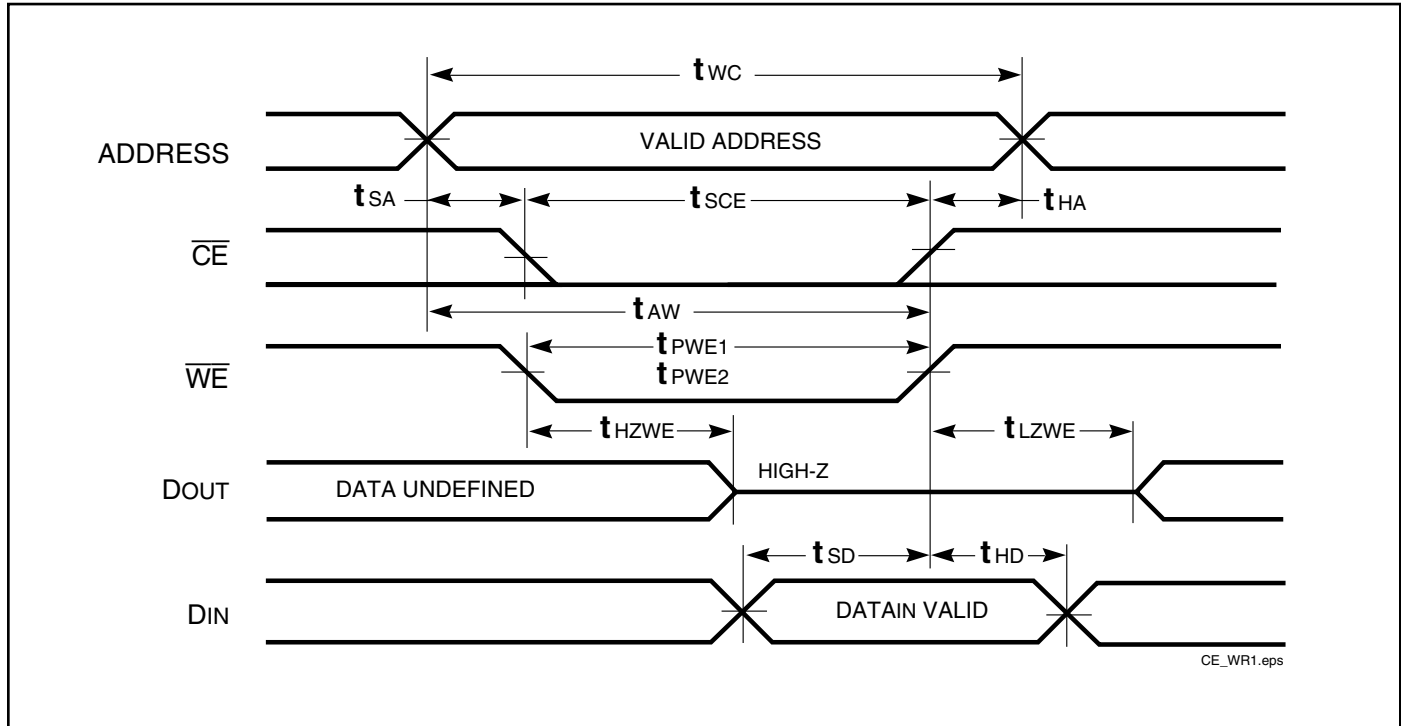 tWC
ADDRESS
VALID ADDRESS
tSA
tSCE
tHA
CE
tAW
tPWE1
WE
tPWE2
tHZWE
tLZWE
DOUT
DATA UNDEFINED
HIGH-Z
tSD
tHD
DIN
DATAIN VALID
CE_WR1.eps